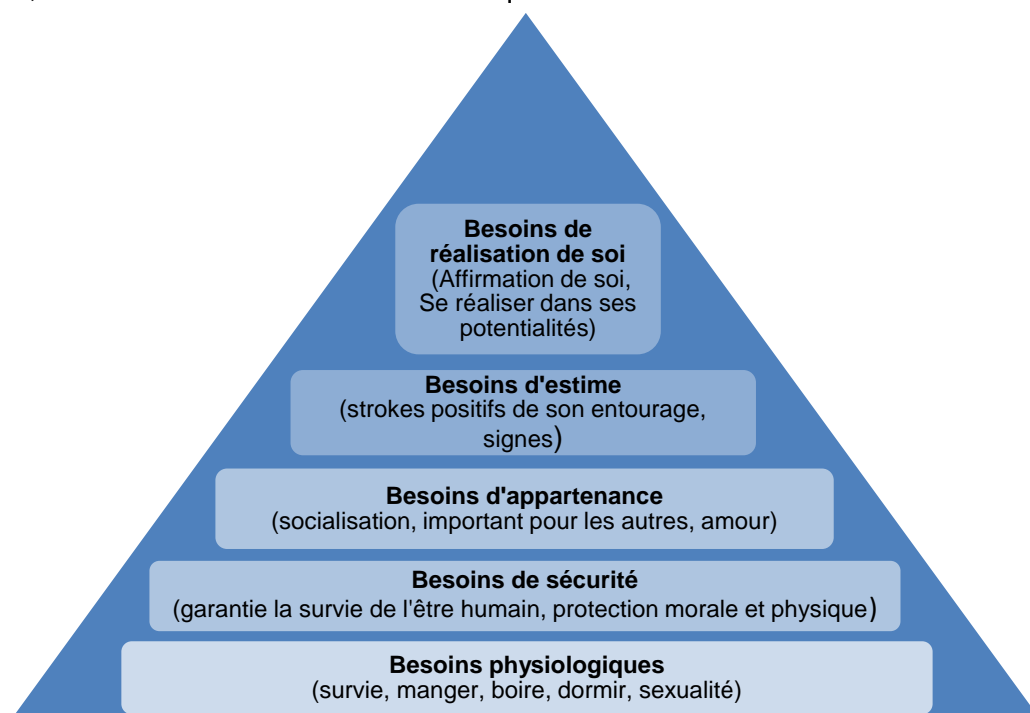 Besoins de
réalisation de soi
(Affirmation de soi,
Se réaliser dans ses
potentialités)
Besoins d'estime
(strokes positifs de son entourage,
signes)
Besoins d'appartenance
(socialisation, important pour les autres, amour)
Besoins de sécurité
(garantie la survie de l'être humain, protection morale et physique)
Besoins physiologiques
(survie, manger, boire, dormir, sexualité)